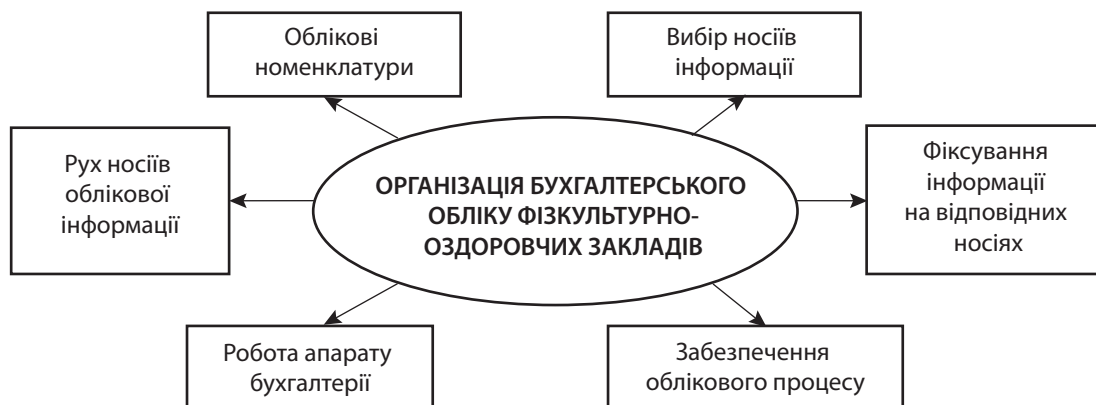 Облікові
номенклатури
Вибір носіїв
інформації
Рух носіїв
облікової
інформації
ОРГАНІЗАЦІЯ БУХГАЛТЕРСЬКОГО
ОБЛІКУ ФІЗКУЛЬТУРНО-
ОЗДОРОВЧИХ ЗАКЛАДІВ
Фіксування
інформації
на відповідних
носіях
Робота апарату
бухгалтерії
Забезпечення
облікового процесу